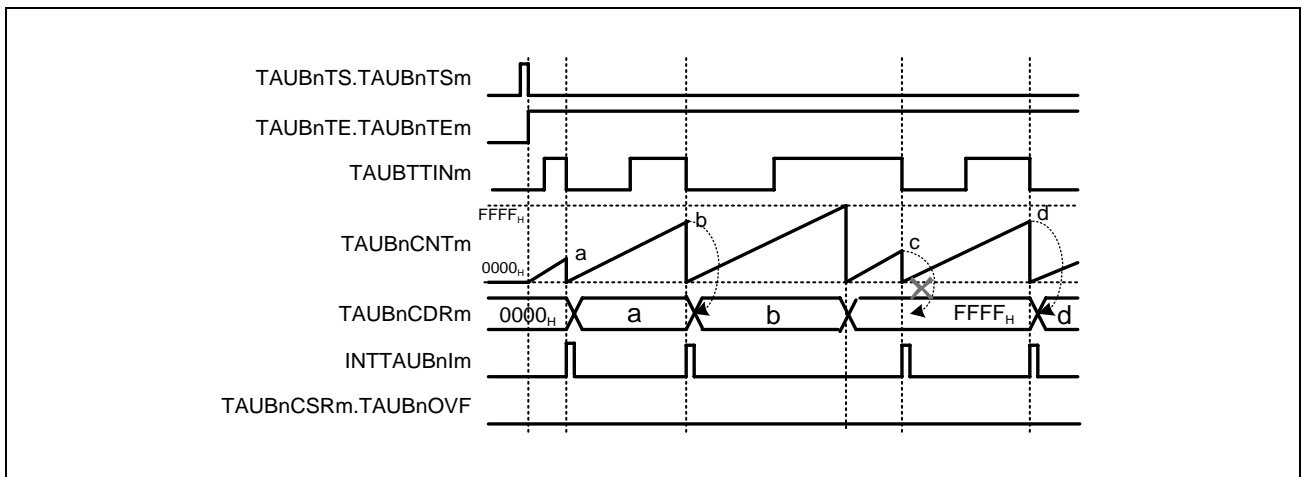 TAUBnTS.TAUBnTSm
TAUBnTE.TAUBnTEm
TAUBTTINm
FFFFH
TAUBnCNTm
0000H
a
b
c
d
TAUBnCDRm
0000H
a
b
FFFFH
d
INTTAUBnIm
TAUBnCSRm.TAUBnOVF